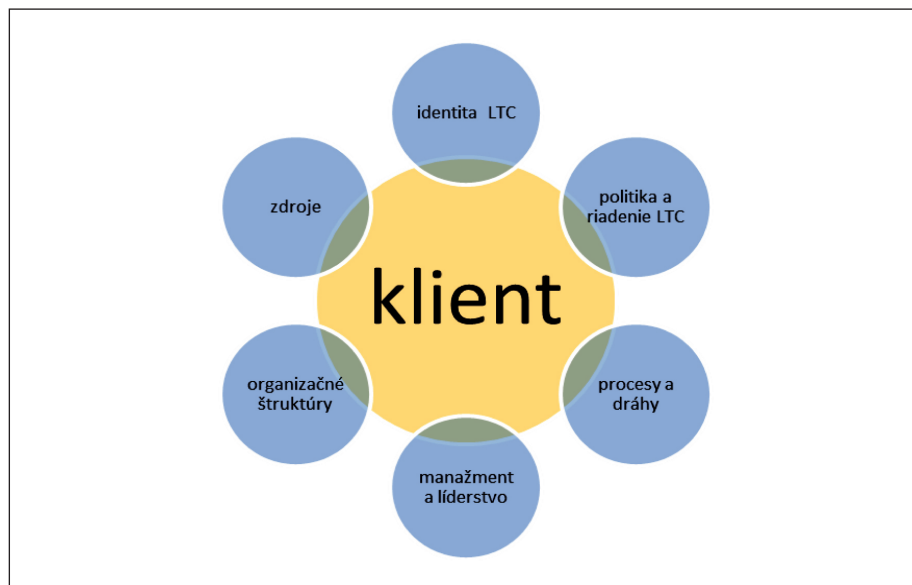 identita LTC
politika a
riadenie LTC
procesy a
dráhy
manažment
a líderstvo
organizačné
štruktúry
zdroje
klient